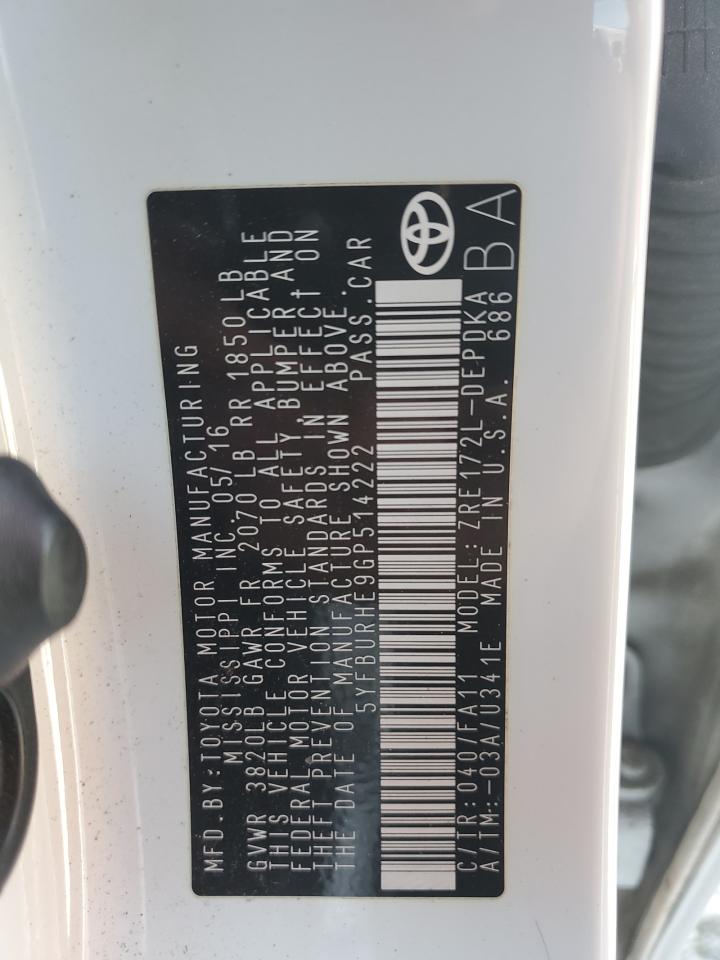 MFD.BY:TOYOTA MOTOR MANUFACTURING
MISSISSIPPI INC. 05/16
GVWR 3820LB GAWR FR 2070LB RR 1850LB
THIS VEHICLE CONFORMS TO ALL APPLICABLE
FEDERAL MOTOR VEHICLE SAFETY, BUMPER AND
THEFT PREVENTION STANDARDS IN EFFECT ON
THE DATE OF MANUFACTURE SHOWN ABOVE.
5YFBURHE9GP514222 PASS.CAR
C/TR:040/FA11 MODEL:ZRE172L-DEPDKA
A/TM:-03A/U341E MADE IN U.S.A. 686
BA